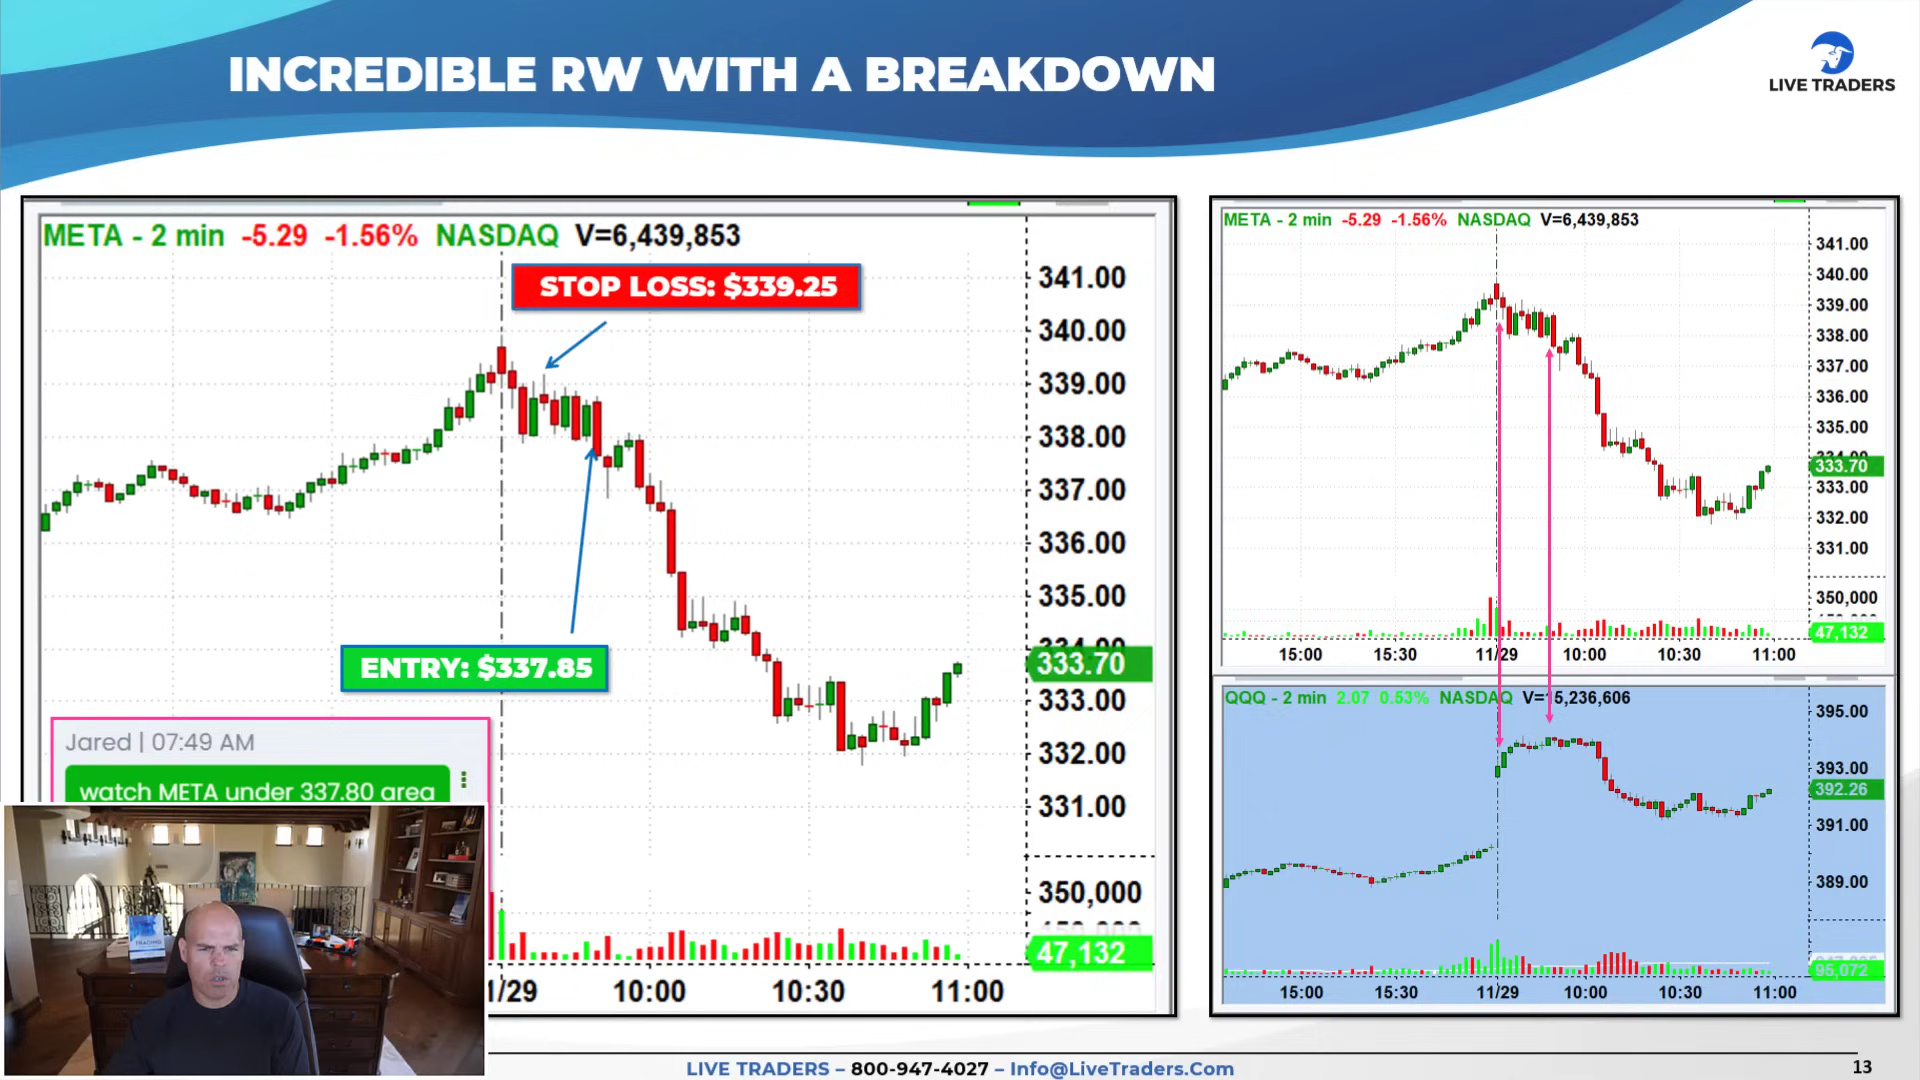 INCREDIBLE RW WITH A BREAKDOWN
LIVE TRADERS
META - 2 min -5.29 -1.56% NASDAQ V=6,439,853
STOP LOSS: $339.25
341.00
340.00
339.00
338.00
337.00
336.00
335.00
333.70
333.00
332.00
331.00
350,000
47,132
ENTRY: $337.85
Jared | 07:49 AM
watch META under 337.80 area
1/29 10:00 10:30 11:00
META - 2 min -5.29 -1.56% NASDAQ V=6,439,853
341.00
340.00
339.00
338.00
337.00
336.00
335.00
333.70
333.00
332.00
331.00
350,000
47,132
15:00 15:30 11/29 10:00 10:30 11:00
QQQ - 2 min 2.07 0.53% NASDAQ V=15,236,606
395.00
393.00
392.26
391.00
389.00
95,072
15:00 15:30 11/29 10:00 10:30 11:00
LIVE TRADERS – 800-947-4027 – Info@LiveTraders.Com
13